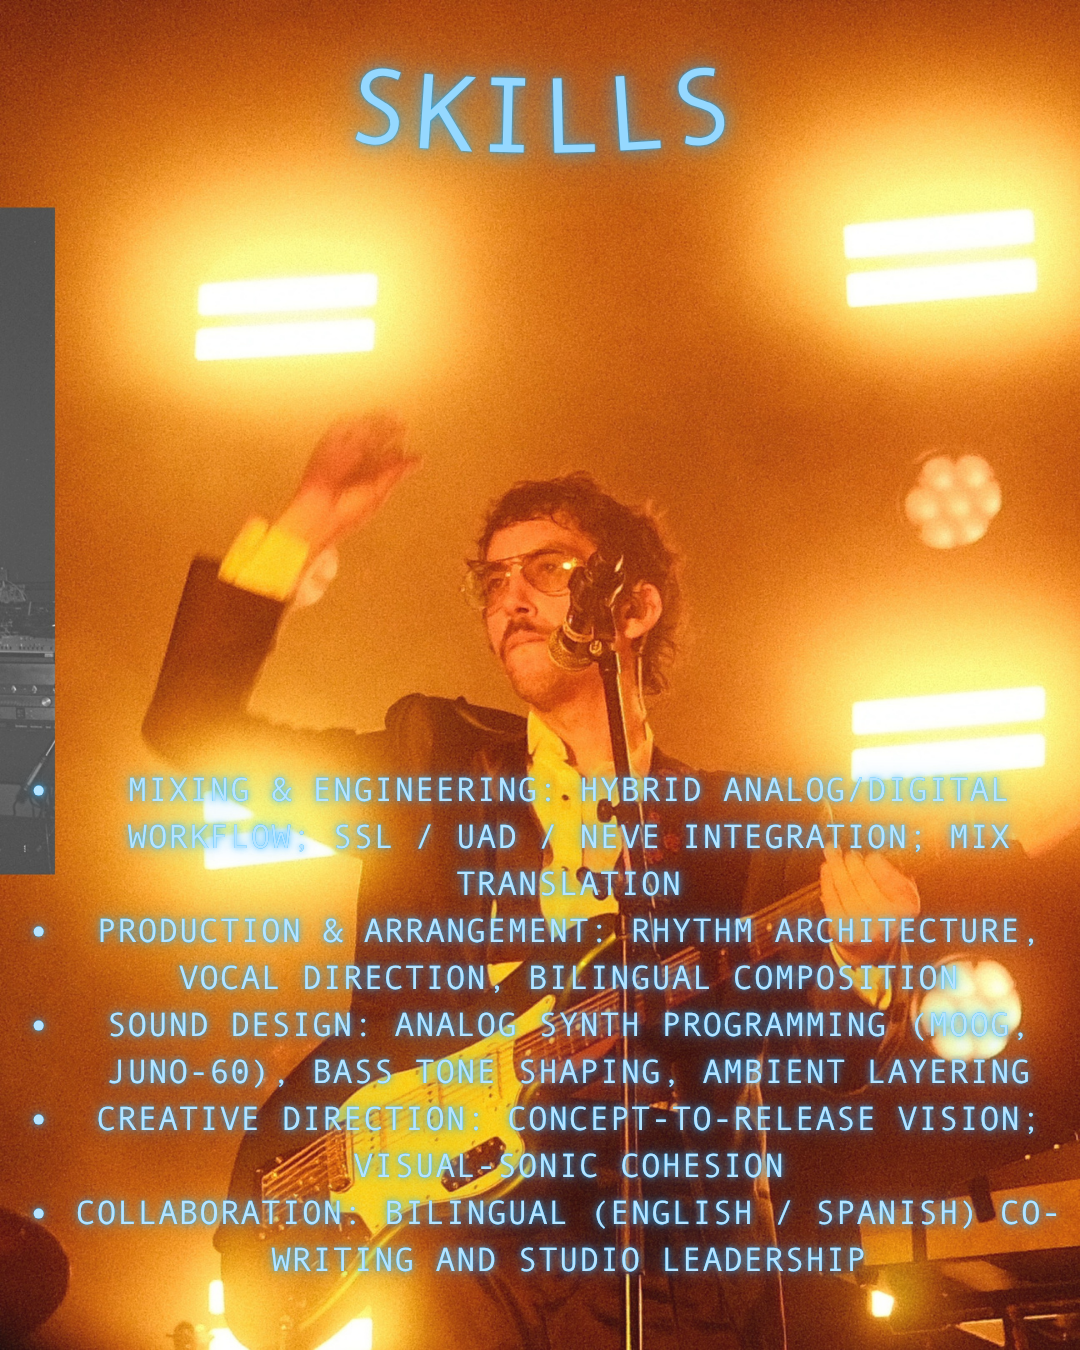 SKILLS
• MIXING & ENGINEERING: HYBRID ANALOG/DIGITAL
WORKFLOW; SSL / UAD / NEVE INTEGRATION; MIX
TRANSLATION
• PRODUCTION & ARRANGEMENT: RHYTHM ARCHITECTURE,
VOCAL DIRECTION, BILINGUAL COMPOSITION
• SOUND DESIGN: ANALOG SYNTH PROGRAMMING (MOOG,
JUNO-60), BASS TONE SHAPING, AMBIENT LAYERING
• CREATIVE DIRECTION: CONCEPT-TO-RELEASE VISION;
VISUAL-SONIC COHESION
• COLLABORATION: BILINGUAL (ENGLISH / SPANISH) CO-
WRITING AND STUDIO LEADERSHIP